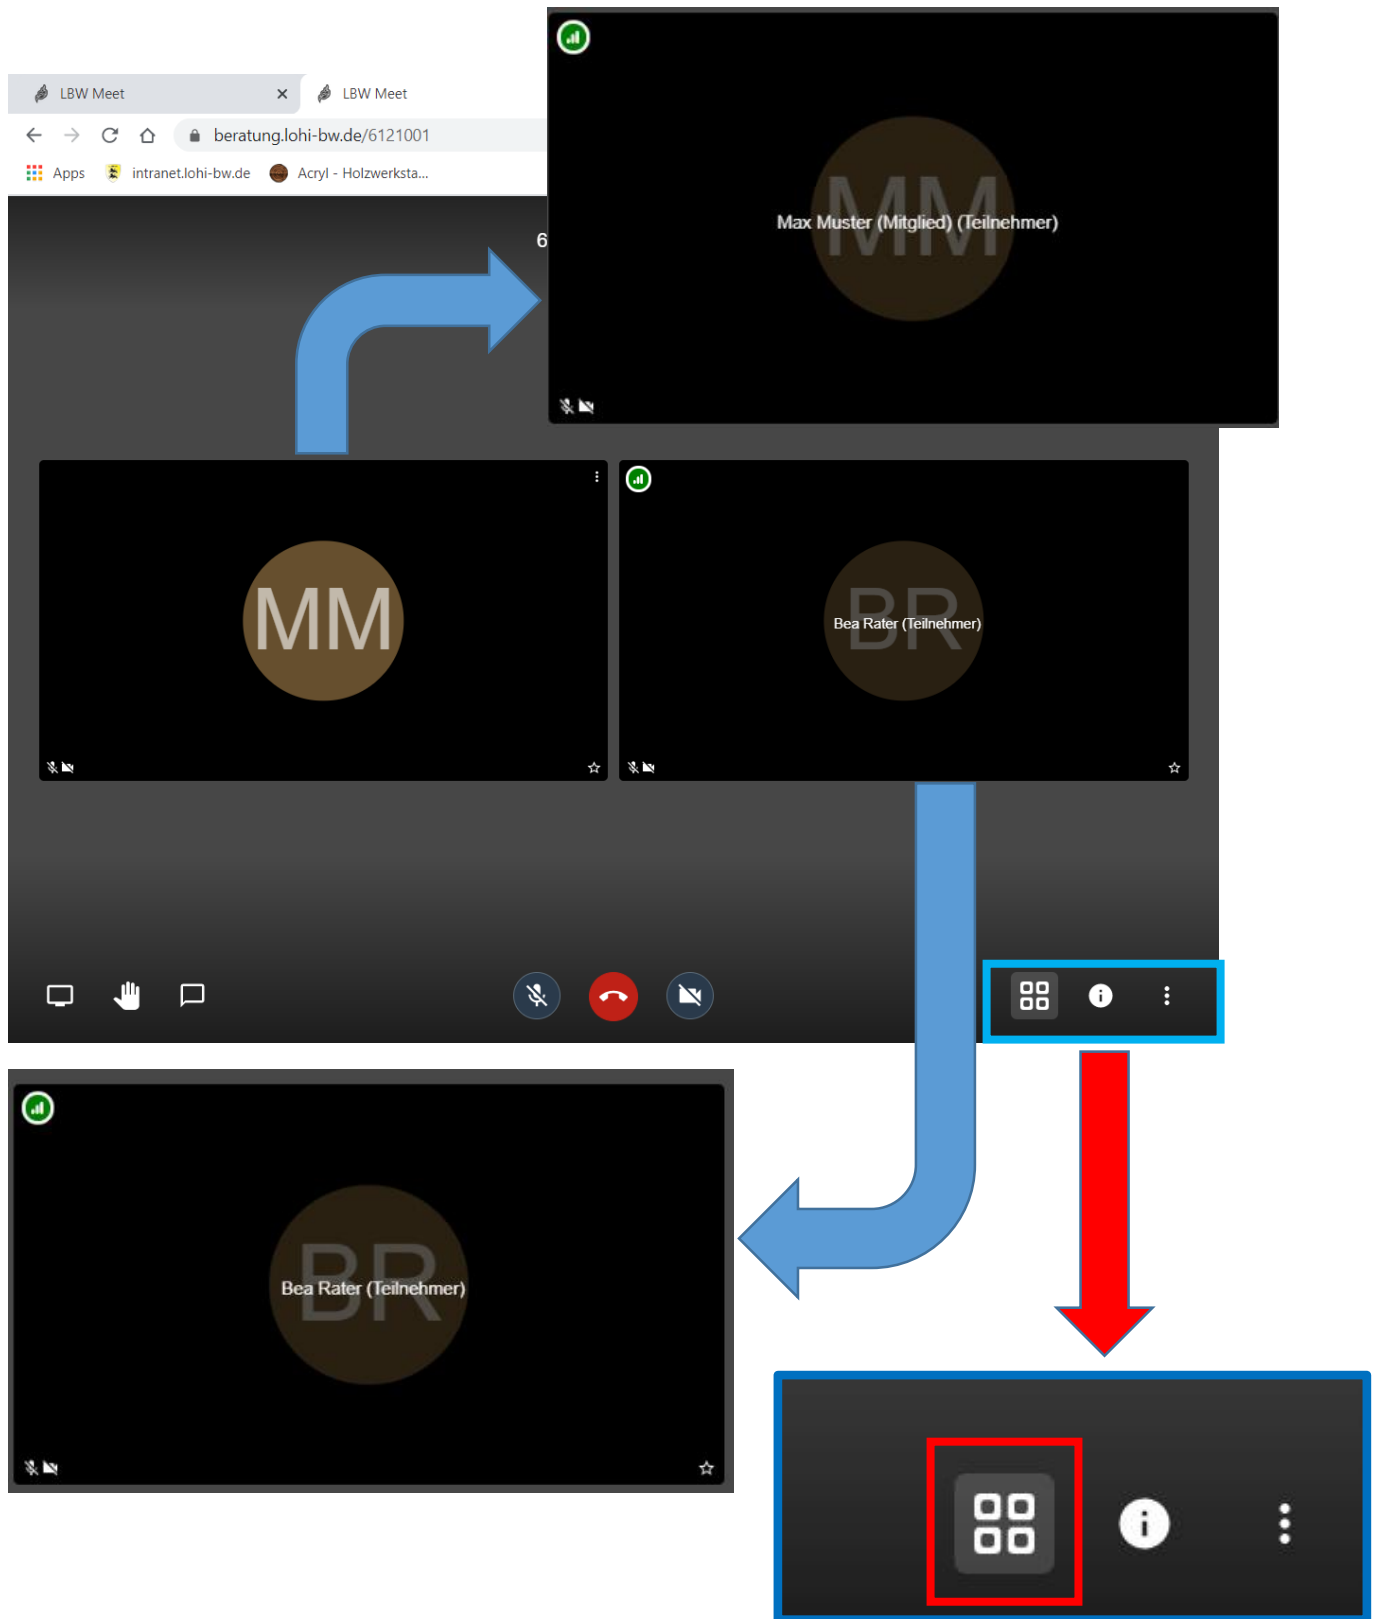 LBW Meet
LBW Meet
beratung.lohi-bw.de/6121001
Apps
intranet.lohi-bw.de
Acryl - Holzwerksta...
6
MM
Max Muster (Mitglied) (Teilnehmer)
MM
BR
Bea Rater (Teilnehmer)
BR
Bea Rater (Teilnehmer)